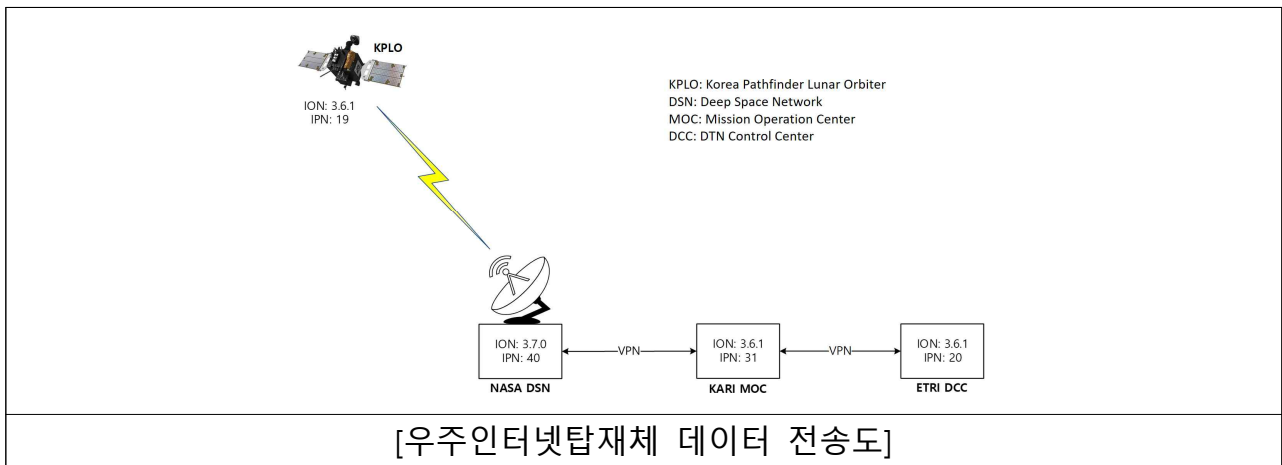 KPLO
ION: 3.6.1
IPN: 19
KPLO: Korea Pathfinder Lunar Orbiter
DSN: Deep Space Network
MOC: Mission Operation Center
DCC: DTN Control Center
ION: 3.7.0
IPN: 40
NASA DSN
VPN
ION: 3.6.1
IPN: 31
KARI MOC
VPN
ION: 3.6.1
IPN: 20
ETRI DCC
[우주인터넷탑재체 데이터 전송도]